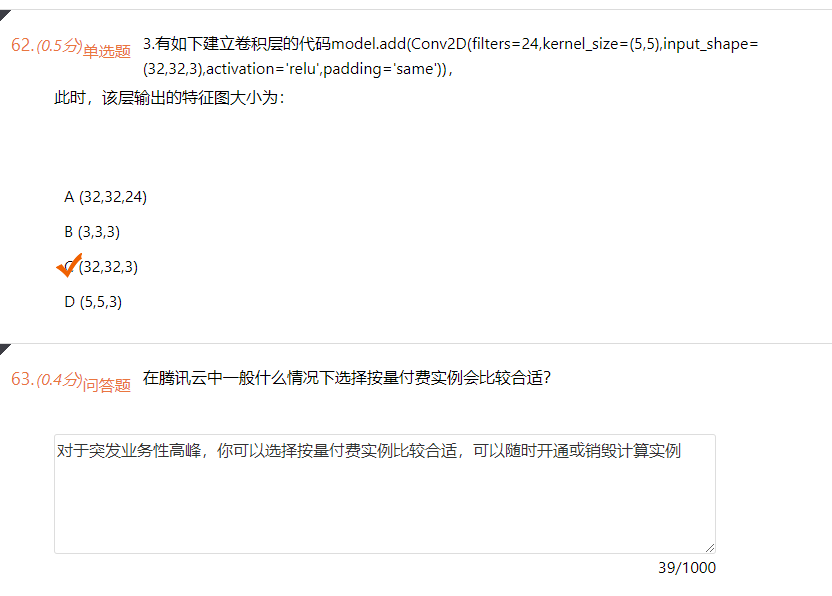 62.(0.5分)单选题 3.有如下建立卷积层的代码model.add(Conv2D(filters=24,kernel_size=(5,5),input_shape=
(32,32,3),activation='relu',padding='same')),
此时，该层输出的特征图大小为：
A (32,32,24)
B (3,3,3)
C (32,32,3)
D (5,5,3)
63.(0.4分)问答题 在腾讯云中一般什么情况下选择按量付费实例会比较合适?
对于突发业务性高峰，你可以选择按量付费实例比较合适，可以随时开通或销毁计算实例
39/1000